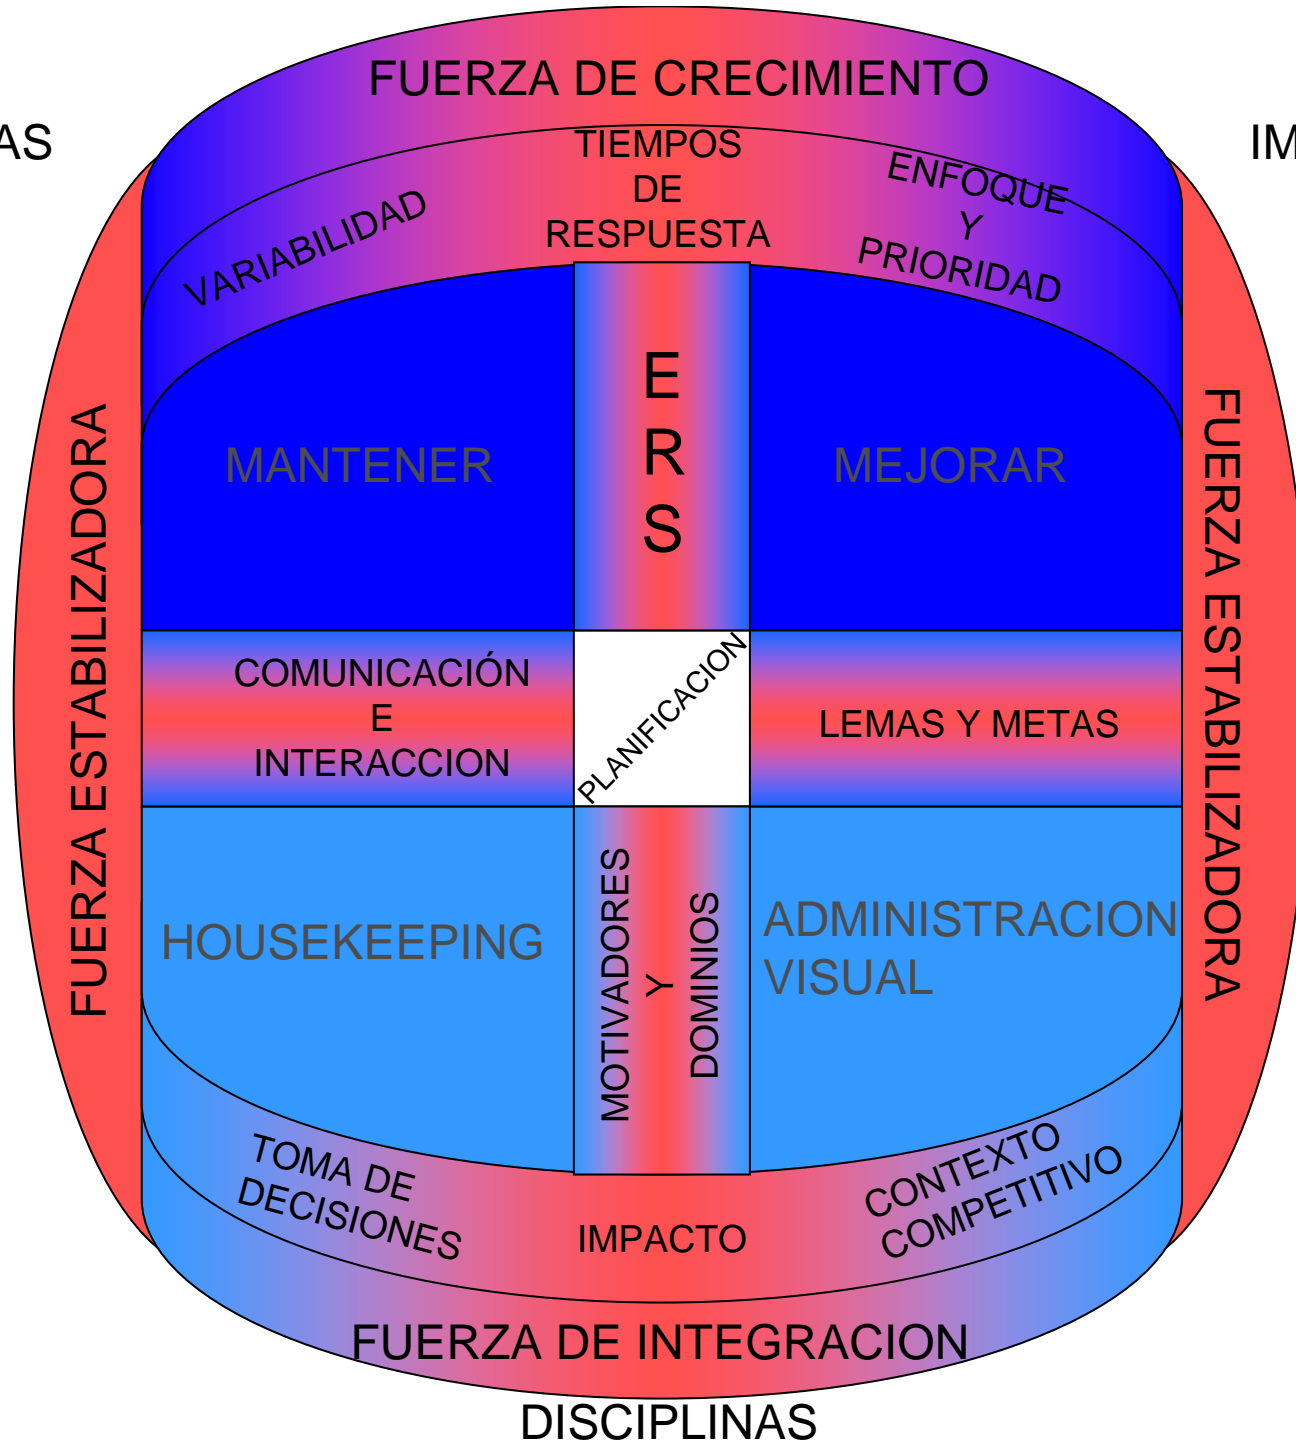 FUERZA DE CRECIMIENTO
AS
IM
VARIABILIDAD
TIEMPOS
DE
RESPUESTA
ENFOQUE
Y
PRIORIDAD
FUERZA ESTABILIZADORA
MANTENER
E
R
S
MEJORAR
FUERZA ESTABILIZADORA
COMUNICACIÓN
E
INTERACCION
PLANIFICACION
LEMAS Y METAS
HOUSEKEEPING
MOTIVADORES
Y
DOMINIOS
ADMINISTRACION
VISUAL
TOMA DE
DECISIONES
IMPACTO
CONTEXTO
COMPETITIVO
FUERZA DE INTEGRACION
DISCIPLINAS